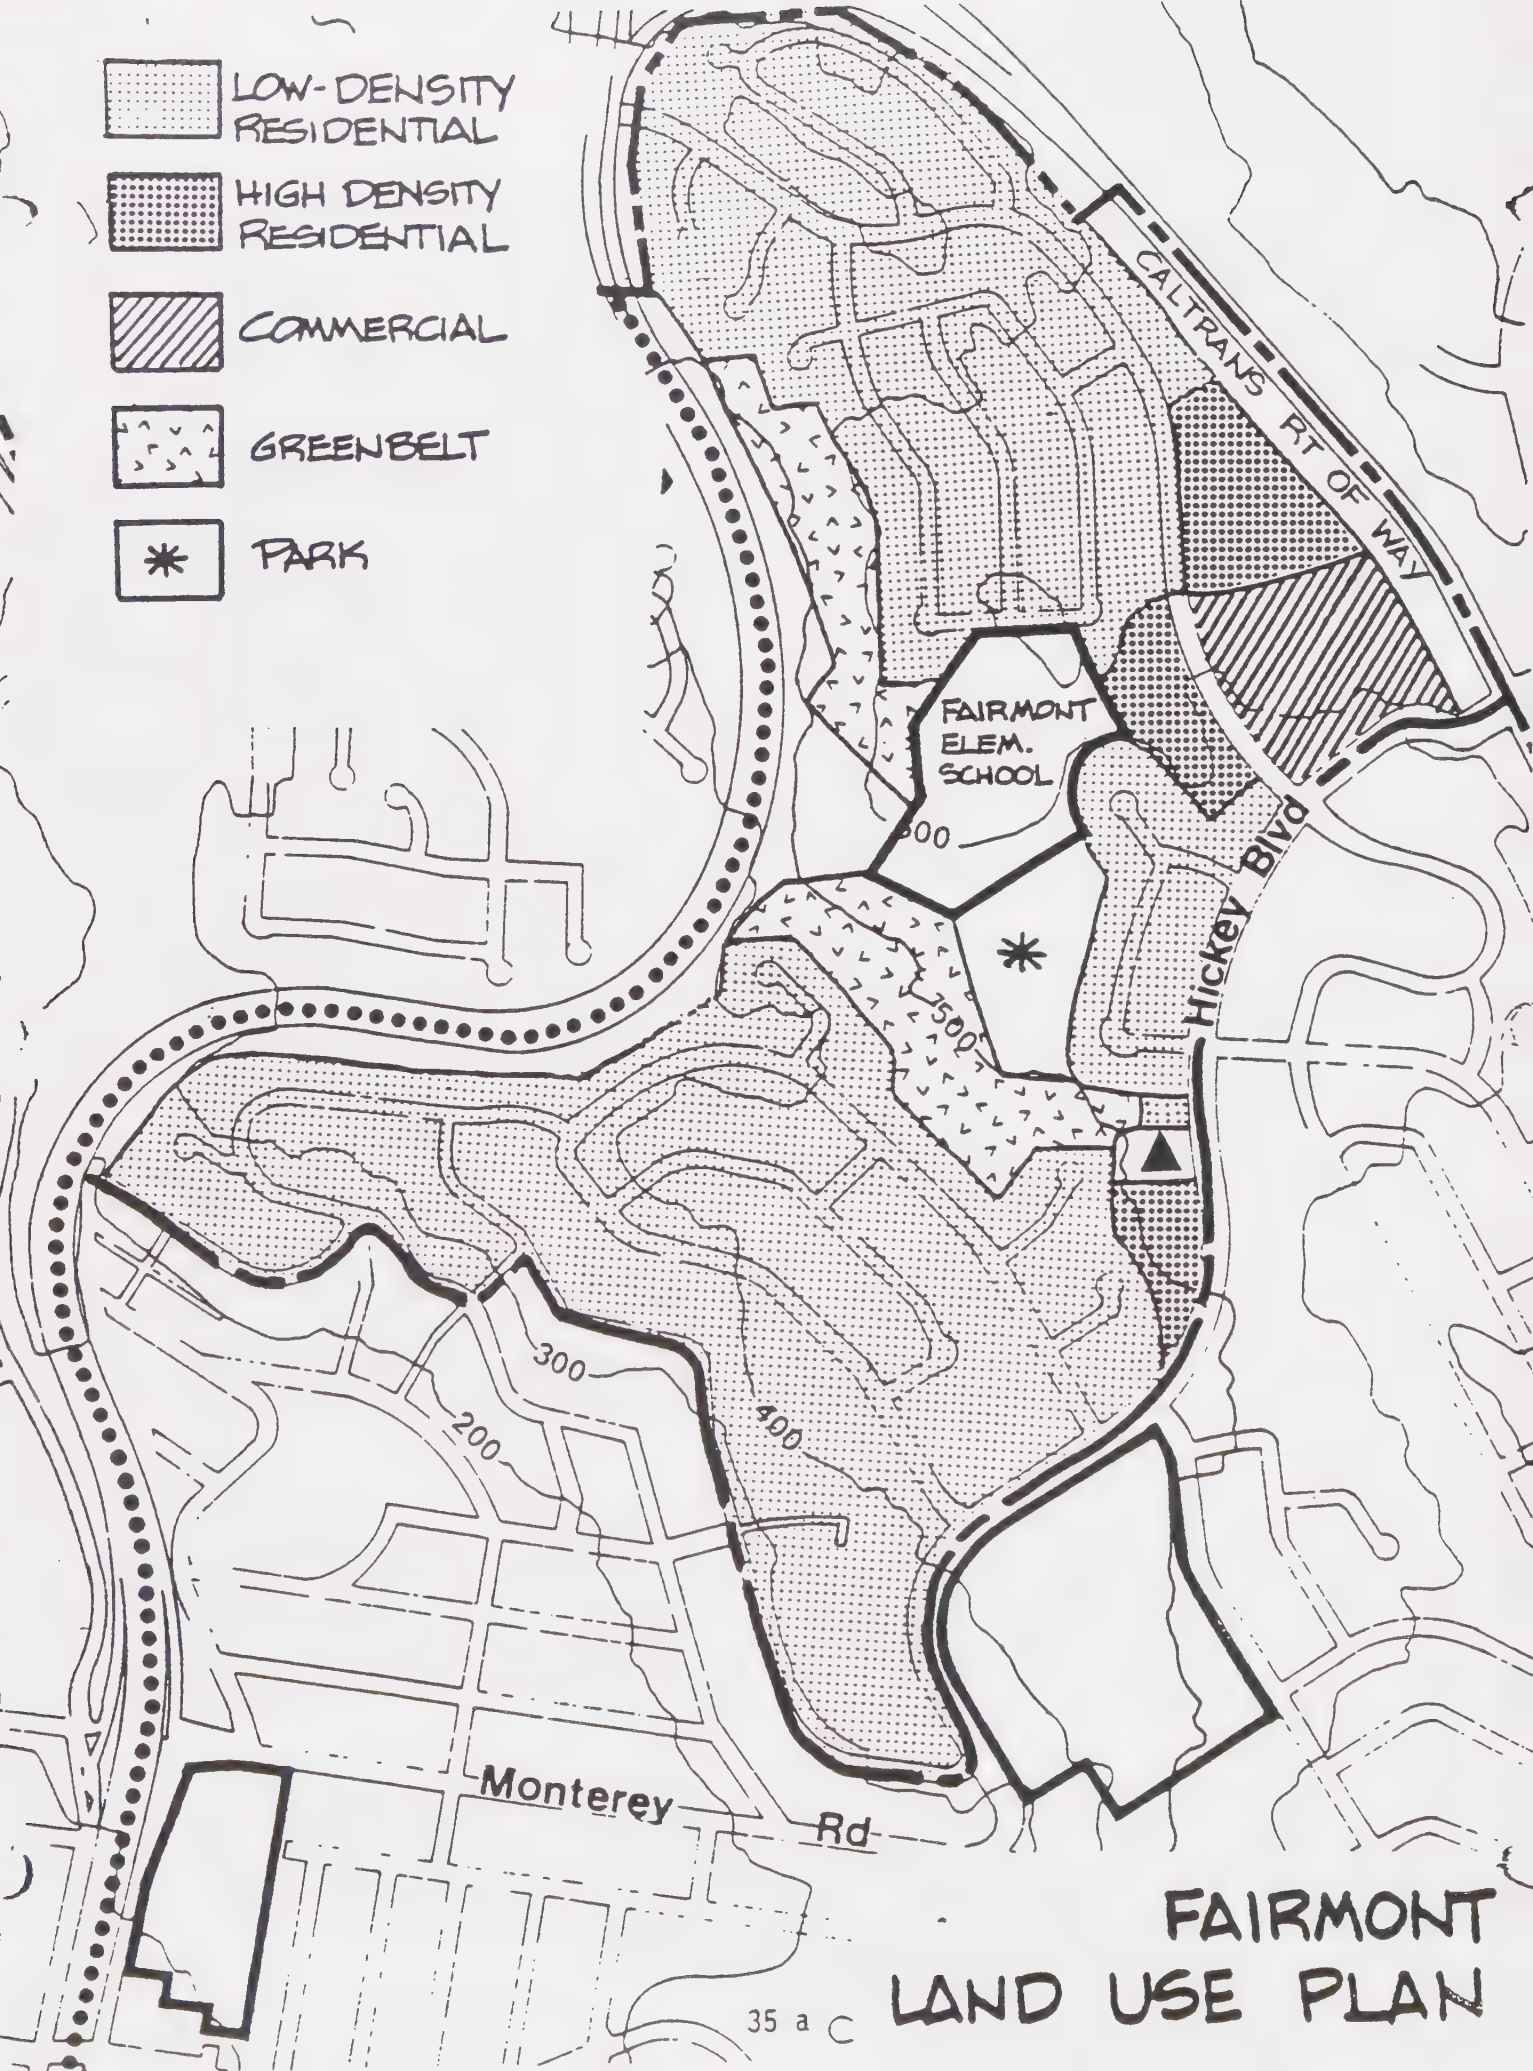 LOW-DENSITY
RESIDENTIAL
HIGH DENSITY
RESIDENTIAL
COMMERCIAL
GREENBELT
PARK
CALTRANS RT OF WAY
FAIRMONT
ELEM.
SCHOOL
500
Hickey Blvd
500
300
400
200
Monterey Rd
FAIRMONT
LAND USE PLAN
35 a C